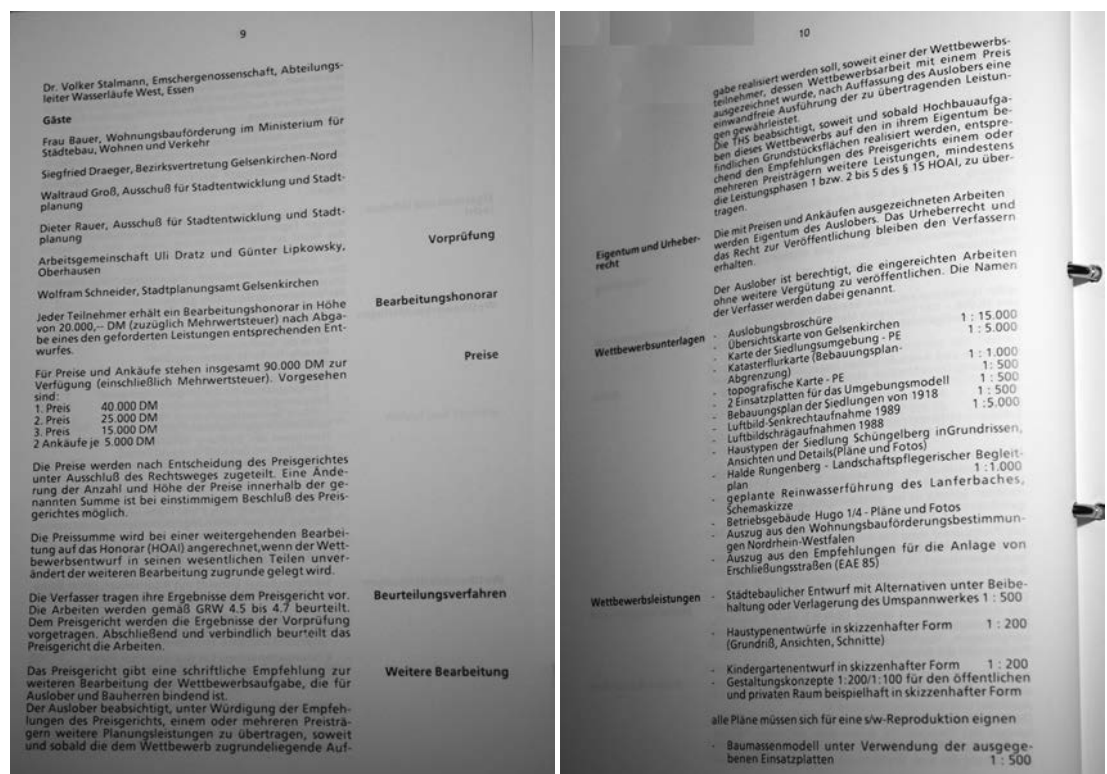 9
Dr. Volker Stalmann, Emschergenossenschaft, Abteilungs-
leiter Wasserläufe West, Essen
Gäste
Frau Bauer, Wohnungsbauförderung im Ministerium für
Städtebau, Wohnen und Verkehr
Siegfried Draeger, Bezirksvertretung Gelsenkirchen-Nord
Waltraud Groß, Ausschuß für Stadtentwicklung und Stadt-
planung
Dieter Rauer, Ausschuß für Stadtentwicklung und Stadt-
planung
Vorprüfung
Arbeitsgemeinschaft Uli Dratz und Günter Lipkowsky,
Oberhausen
Wolfram Schneider, Stadtplanungsamt Gelsenkirchen
Bearbeitungshonorar
Jeder Teilnehmer erhält ein Bearbeitungshonorar in Höhe
von 20.000,-- DM (zuzüglich Mehrwertsteuer) nach Abga-
be eines den geforderten Leistungen entsprechenden Ent-
wurfes.
Preise
Für Preise und Ankäufe stehen insgesamt 90.000 DM zur
Verfügung (einschließlich Mehrwertsteuer). Vorgesehen
sind:
1. Preis 40.000 DM
2. Preis 25.000 DM
3. Preis 15.000 DM
2 Ankäufe je 5.000 DM
Die Preise werden nach Entscheidung des Preisgerichtes
unter Ausschluß des Rechtsweges zugeteilt. Eine Ände-
rung der Anzahl und Höhe der Preise innerhalb der ge-
nannten Summe ist bei einstimmigem Beschluß des Preis-
gerichtes möglich.
Die Preissumme wird bei einer weitergehenden Bearbei-
tung auf das Honorar (HOAI) angerechnet,wenn der Wett-
bewerbsentwurf in seinen wesentlichen Teilen unver-
ändert der weiteren Bearbeitung zugrunde gelegt wird.
Beurteilungsverfahren
Die Verfasser tragen ihre Ergebnisse dem Preisgericht vor.
Die Arbeiten werden gemäß GRW 4.5 bis 4.7 beurteilt.
Dem Preisgericht werden die Ergebnisse der Vorprüfung
vorgetragen. Abschließend und verbindlich beurteilt das
Preisgericht die Arbeiten.
Weitere Bearbeitung
Das Preisgericht gibt eine schriftliche Empfehlung zur
weiteren Bearbeitung der Wettbewerbsaufgabe, die für
Auslober und Bauherren bindend ist.
Der Auslober beabsichtigt, unter Würdigung der Empfeh-
lungen des Preisgerichts, einem oder mehreren Preisträ-
gern weitere Planungsleistungen zu übertragen, soweit
und sobald die dem Wettbewerb zugrundeliegende Auf-
10
gabe realisiert werden soll, soweit einer der Wettbewerbs-
teilnehmer, dessen Wettbewerbsarbeit mit einem Preis
ausgezeichnet wurde, nach Auffassung des Auslobers eine
einwandfreie Ausführung der zu übertragenden Leistun-
gen gewährleistet.
Die THS beabsichtigt, soweit und sobald Hochbauaufga-
ben dieses Wettbewerbs auf den in ihrem Eigentum be-
findlichen Grundstücksflächen realisiert werden, entspre-
chend den Empfehlungen des Preisgerichts einem oder
mehreren Preisträgern weitere Leistungen, mindestens
die Leistungsphasen 1 bzw. 2 bis 5 des § 15 HOAI, zu über-
tragen.
Eigentum und Urheber-
recht
Die mit Preisen und Ankäufen ausgezeichneten Arbeiten
werden Eigentum des Auslobers. Das Urheberrecht und
das Recht zur Veröffentlichung bleiben den Verfassern
erhalten.
Der Auslober ist berechtigt, die eingereichten Arbeiten
ohne weitere Vergütung zu veröffentlichen. Die Namen
der Verfasser werden dabei genannt.
Wettbewerbsunterlagen
- Auslobungsbroschüre
- Übersichtskarte von Gelsenkirchen 1 : 15.000
- Karte der Siedlungsumgebung - PE 1 : 5.000
- Katasterflurkarte (Bebauungsplan-
Abgrenzung) 1 : 1.000
- topografische Karte - PE 1: 500
- 2 Einsatzplatten für das Umgebungsmodell 1 : 500
- Bebauungsplan der Siedlungen von 1918 1 : 500
- Luftbild-Senkrechtaufnahme 1989 1 :5.000
- Luftbildschrägaufnahmen 1988
- Haustypen der Siedlung Schüngelberg inGrundrissen,
Ansichten und Details(Pläne und Fotos)
- Halde Rungenberg - Landschaftspflegerischer Begleit-
plan 1 :1.000
- geplante Reinwasserführung des Lanferbaches,
Schemaskizze
- Betriebsgebäude Hugo 1/4 - Pläne und Fotos
- Auszug aus den Wohnungsbauförderungsbestimmun-
gen Nordrhein-Westfalen
- Auszug aus den Empfehlungen für die Anlage von
Erschließungsstraßen (EAE 85)
Wettbewerbsleistungen
- Städtebaulicher Entwurf mit Alternativen unter Beibe-
haltung oder Verlagerung des Umspannwerkes 1 : 500
- Haustypenentwürfe in skizzenhafter Form 1 : 200
(Grundriß, Ansichten, Schnitte)
- Kindergartenentwurf in skizzenhafter Form 1 : 200
- Gestaltungskonzepte 1:200/1:100 für den öffentlichen
und privaten Raum beispielhaft in skizzenhafter Form
alle Pläne müssen sich für eine s/w-Reproduktion eignen
- Baumassenmodell unter Verwendung der ausgege-
benen Einsatzplatten 1 : 500